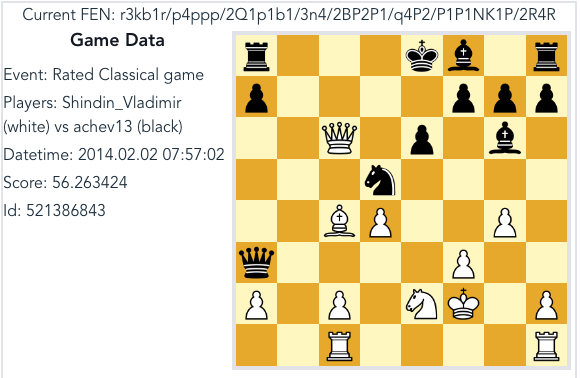 Current FEN: r3kb1r/p4ppp/2Q1p1b1/3n4/2BP2P1/q4P2/P1P1NK1P/2R4R
Game Data
Event: Rated Classical game
Players: Shindin_Vladimir
(white) vs achev13 (black)
Datetime: 2014.02.02 07:57:02
Score: 56.263424
Id: 521386843